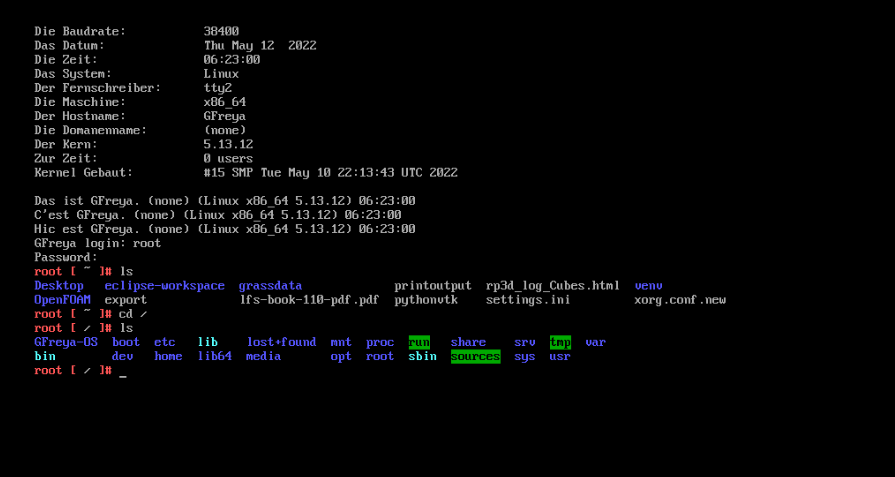 Die Baudrate: 38400
Das Datum: Thu May 12  2022
Die Zeit: 06:23:00
Das System: Linux
Der Fernschreiber: tty2
Die Maschine: x86_64
Der Hostname: GFreya
Die Domanenname: (none)
Der Kern: 5.13.12
Zur Zeit: 0 users
Kernel Gebaut: #15 SMP Tue May 10 22:13:43 UTC 2022
Das ist GFreya. (none) (Linux x86_64 5.13.12) 06:23:00
C'est GFreya. (none) (Linux x86_64 5.13.12) 06:23:00
Hic est GFreya. (none) (Linux x86_64 5.13.12) 06:23:00
GFreya login: root
Password:
root [ ~ ]# ls
Desktop eclipse-workspace grassdata printoutput rp3d_log_Cubes.html venv
OpenFOAM export lfs-book-110-pdf.pdf pythonvtk settings.ini xorg.conf.new
root [ ~ ]# cd /
root [ / ]# ls
GFreya-OS boot etc lib lost+found mnt proc run share srv tmp var
bin dev home lib64 media opt root sbin sources sys usr
root [ / ]# _